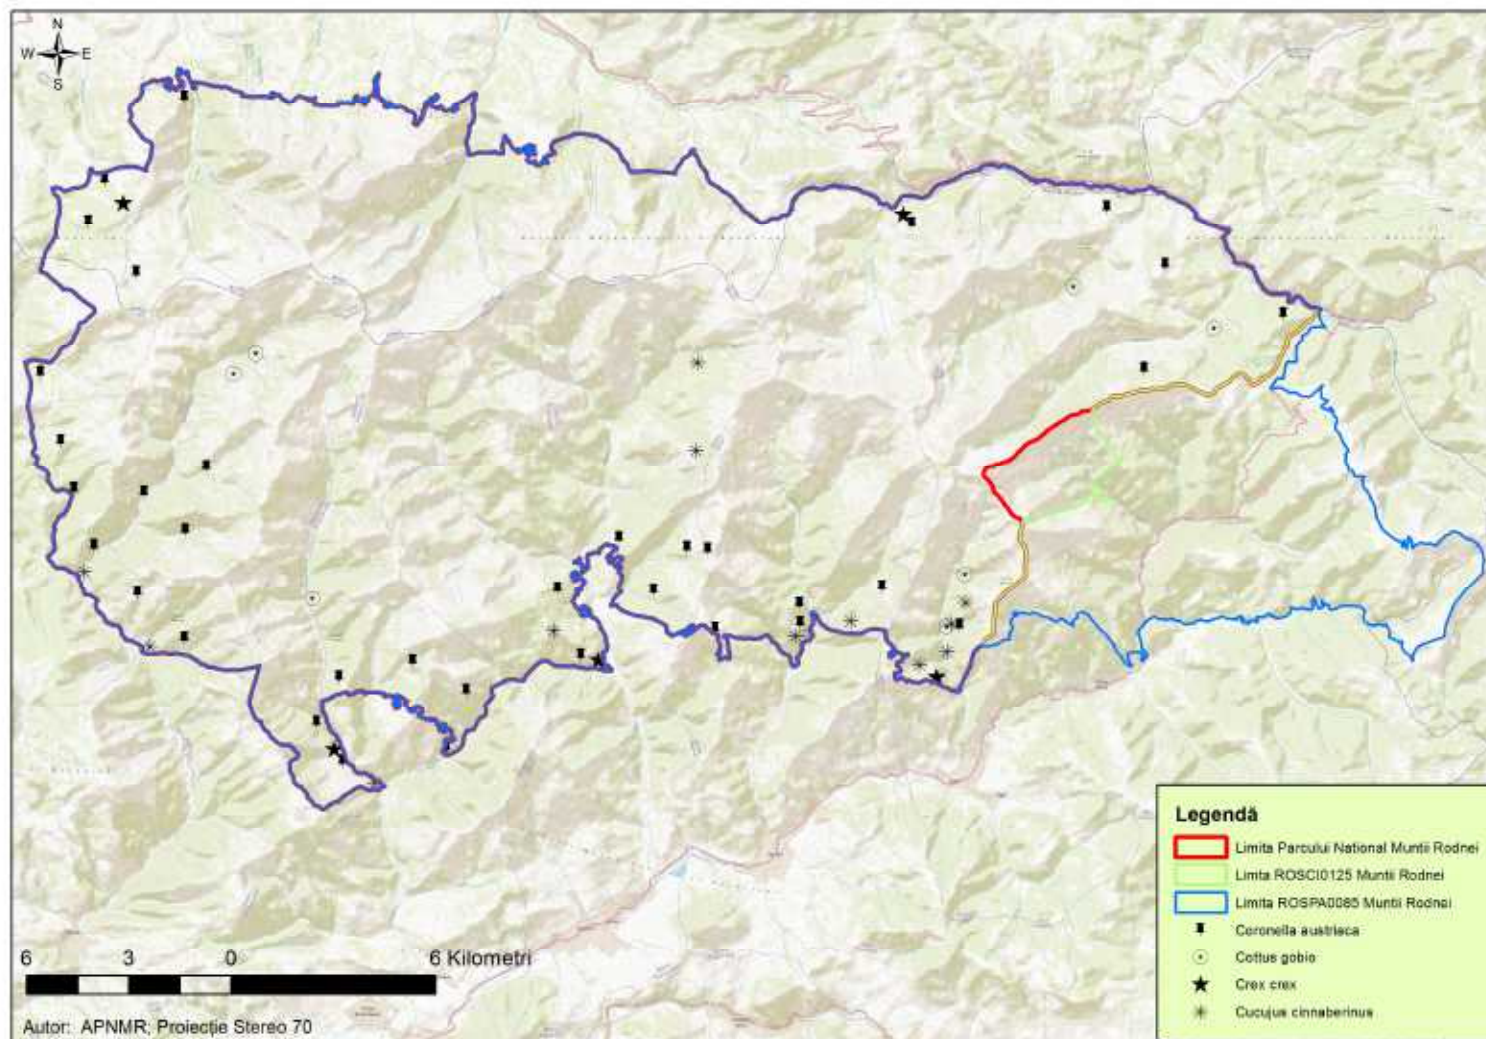 N
W E
S
Legendă
Limita Parcului National Muntii Rodnei
Limita ROSCI0125 Muntii Rodnei
Limita ROSPA0085 Muntii Rodnei
Coronella austriaca
Cottus gobio
Crex crex
Cucujus cinnaberinus
6 3 0 6 Kilometri
Autor: APNMR; Proiecție Stereo 70